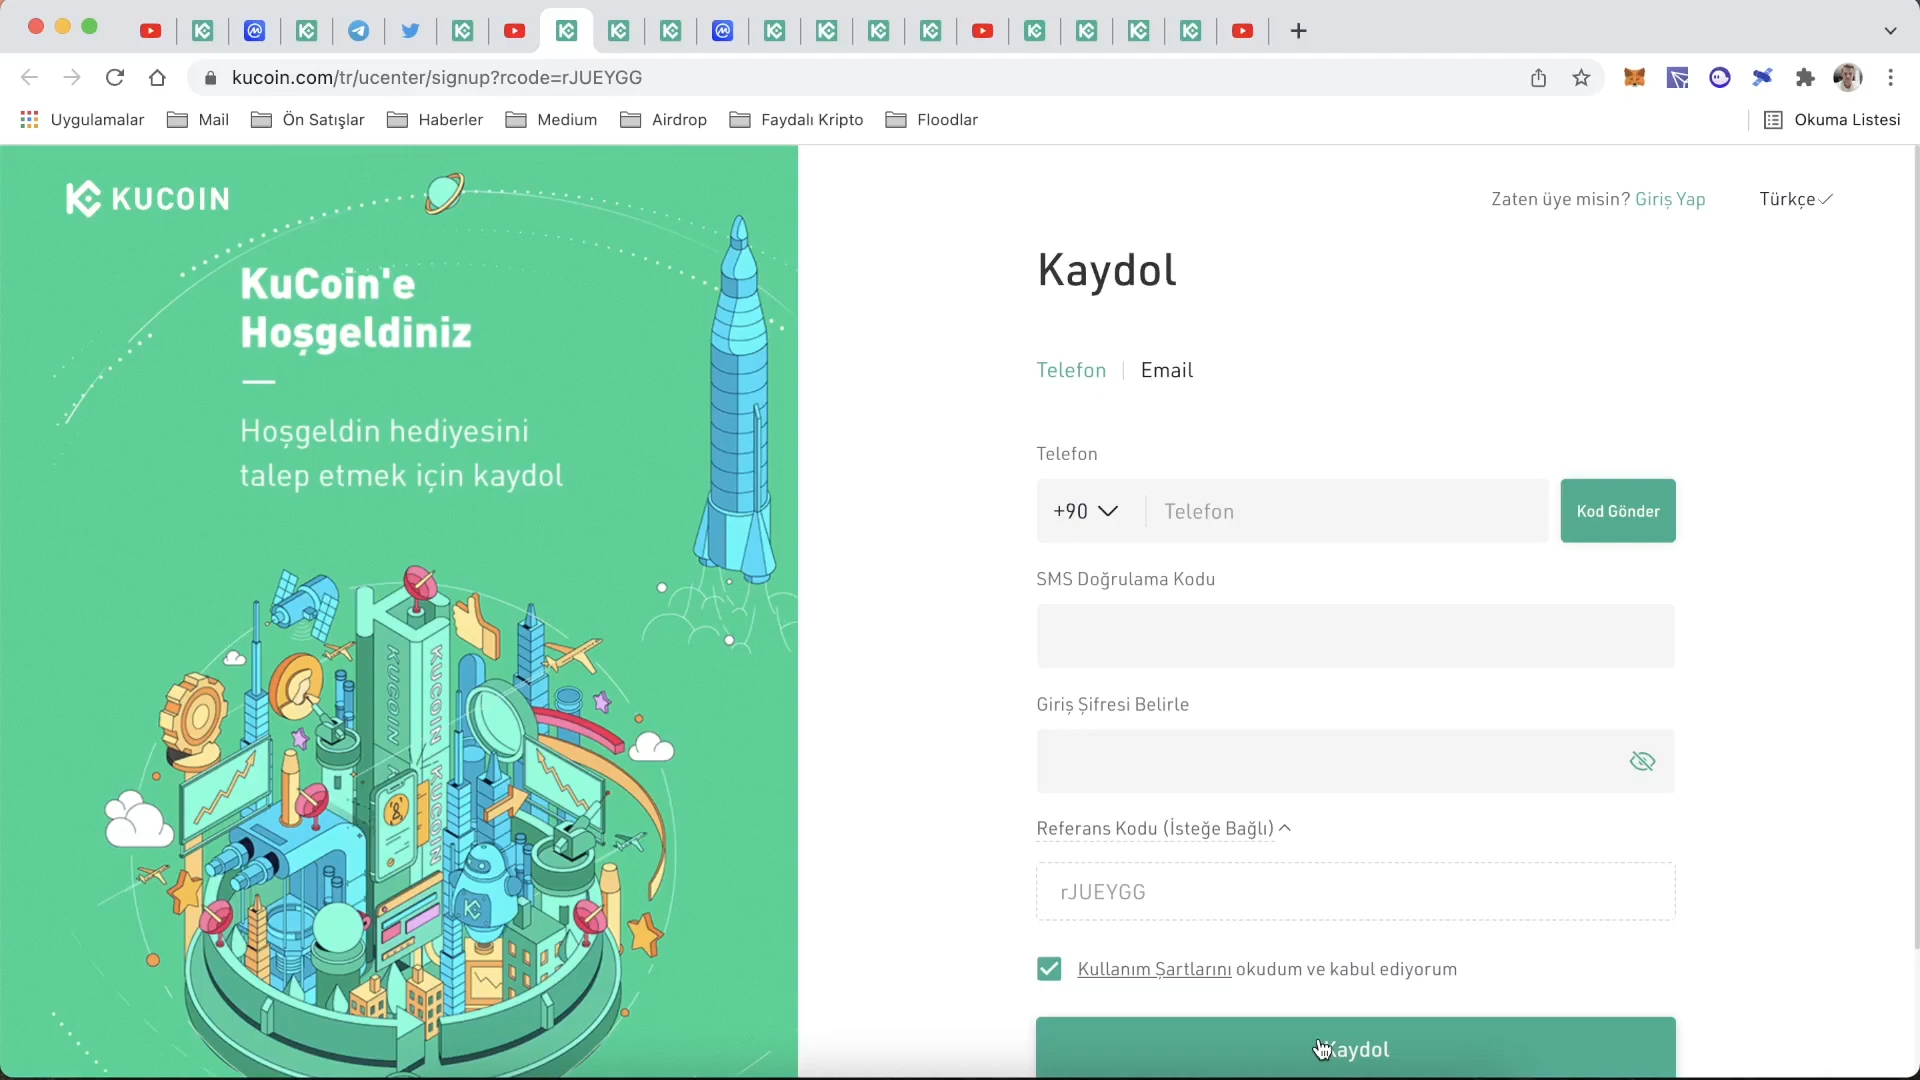 kucoin.com/tr/ucenter/signup?rcode=rJUEYGG
Uygulamalar
Mail
Ön Satışlar
Haberler
Medium
Airdrop
Faydalı Kripto
Floodlar
Okuma Listesi
KUCOIN
KuCoin'e
Hoşgeldiniz
Hoşgeldin hediyesini
talep etmek için kaydol
KUCOIN
KUCOIN
KUCOIN
Zaten üye misin? Giriş Yap
Türkçe
Kaydol
Telefon
Email
Telefon
+90
Telefon
Kod Gönder
SMS Doğrulama Kodu
Giriş Şifresi Belirle
Referans Kodu (İsteğe Bağlı)
rJUEYGG
Kullanım Şartlarını okudum ve kabul ediyorum
Kaydol